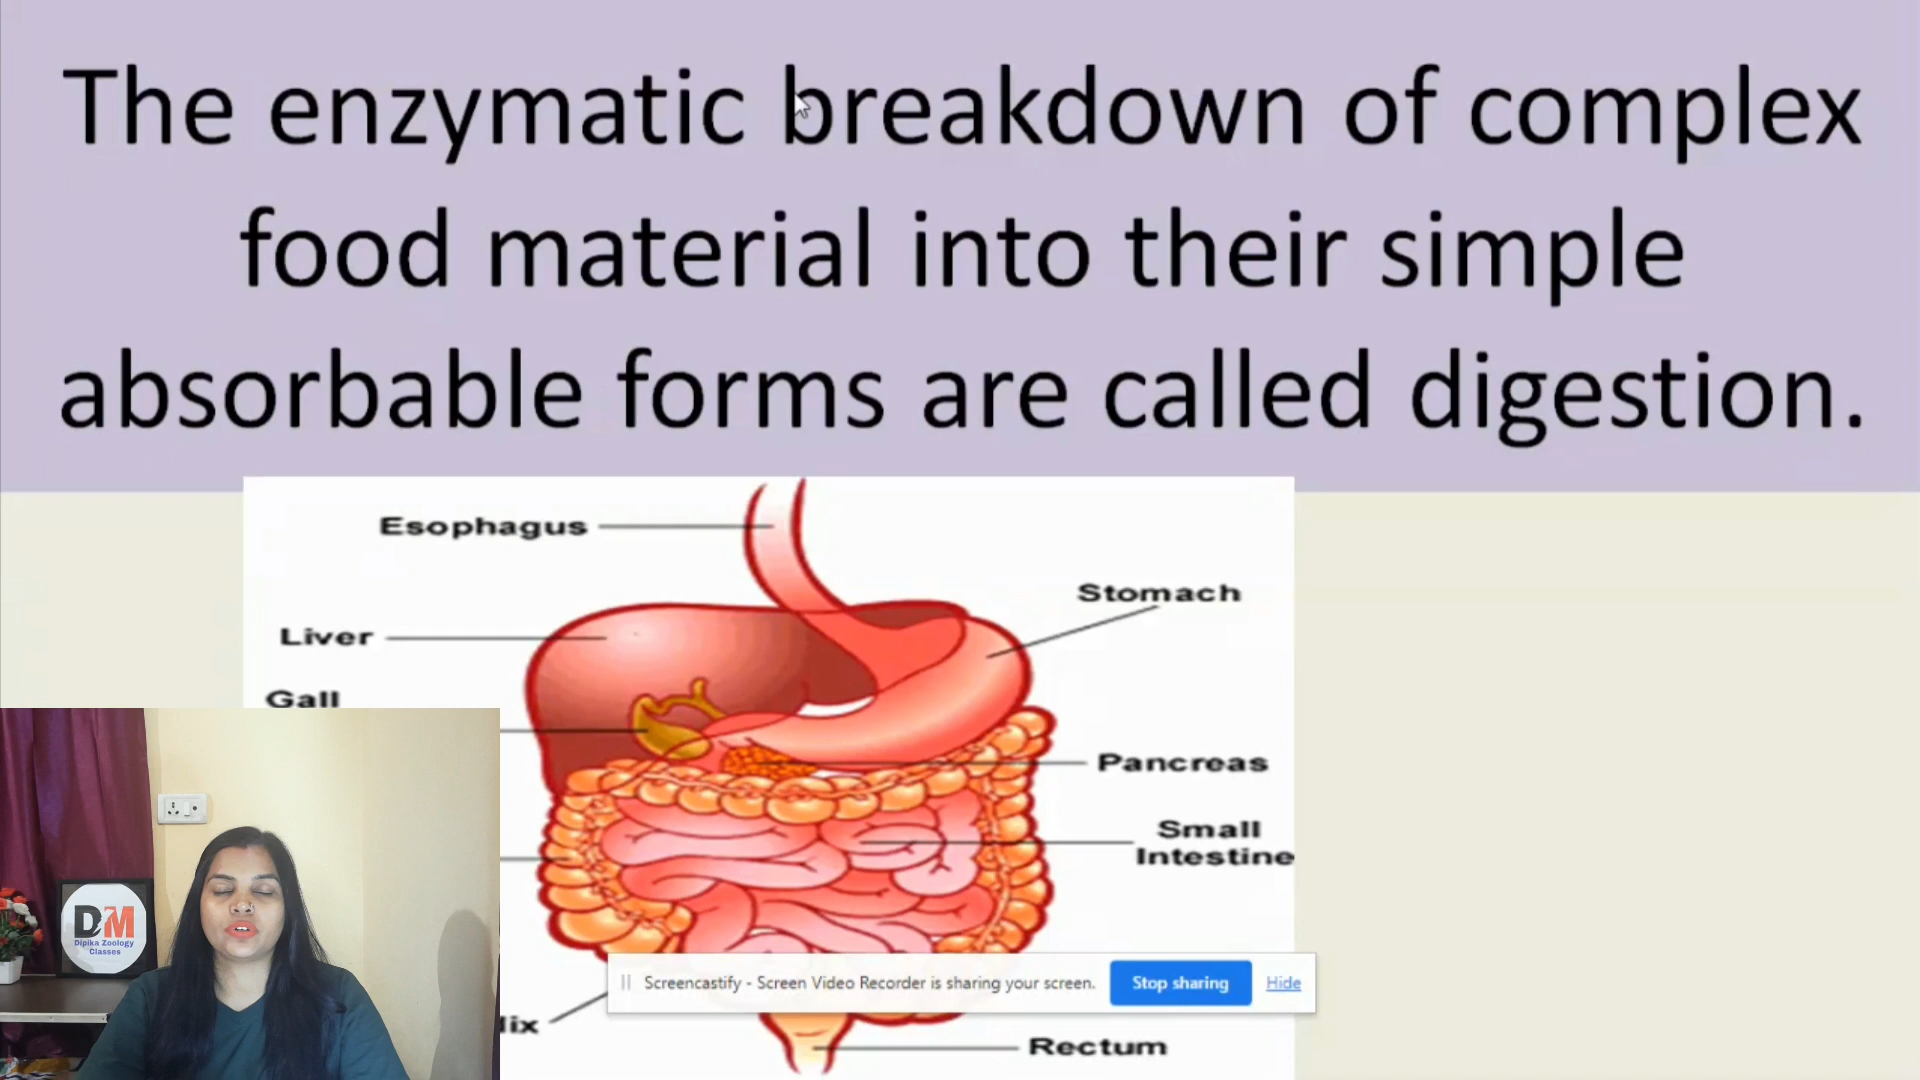 The enzymatic breakdown of complex
food material into their simple
absorbable forms are called digestion.
Esophagus
Stomach
Liver
Gall
Pancreas
Small
Intestine
DM
Dipika Zoology
Classes
Screencastify - Screen Video Recorder is sharing your screen.
Stop sharing
Hide
Rectum